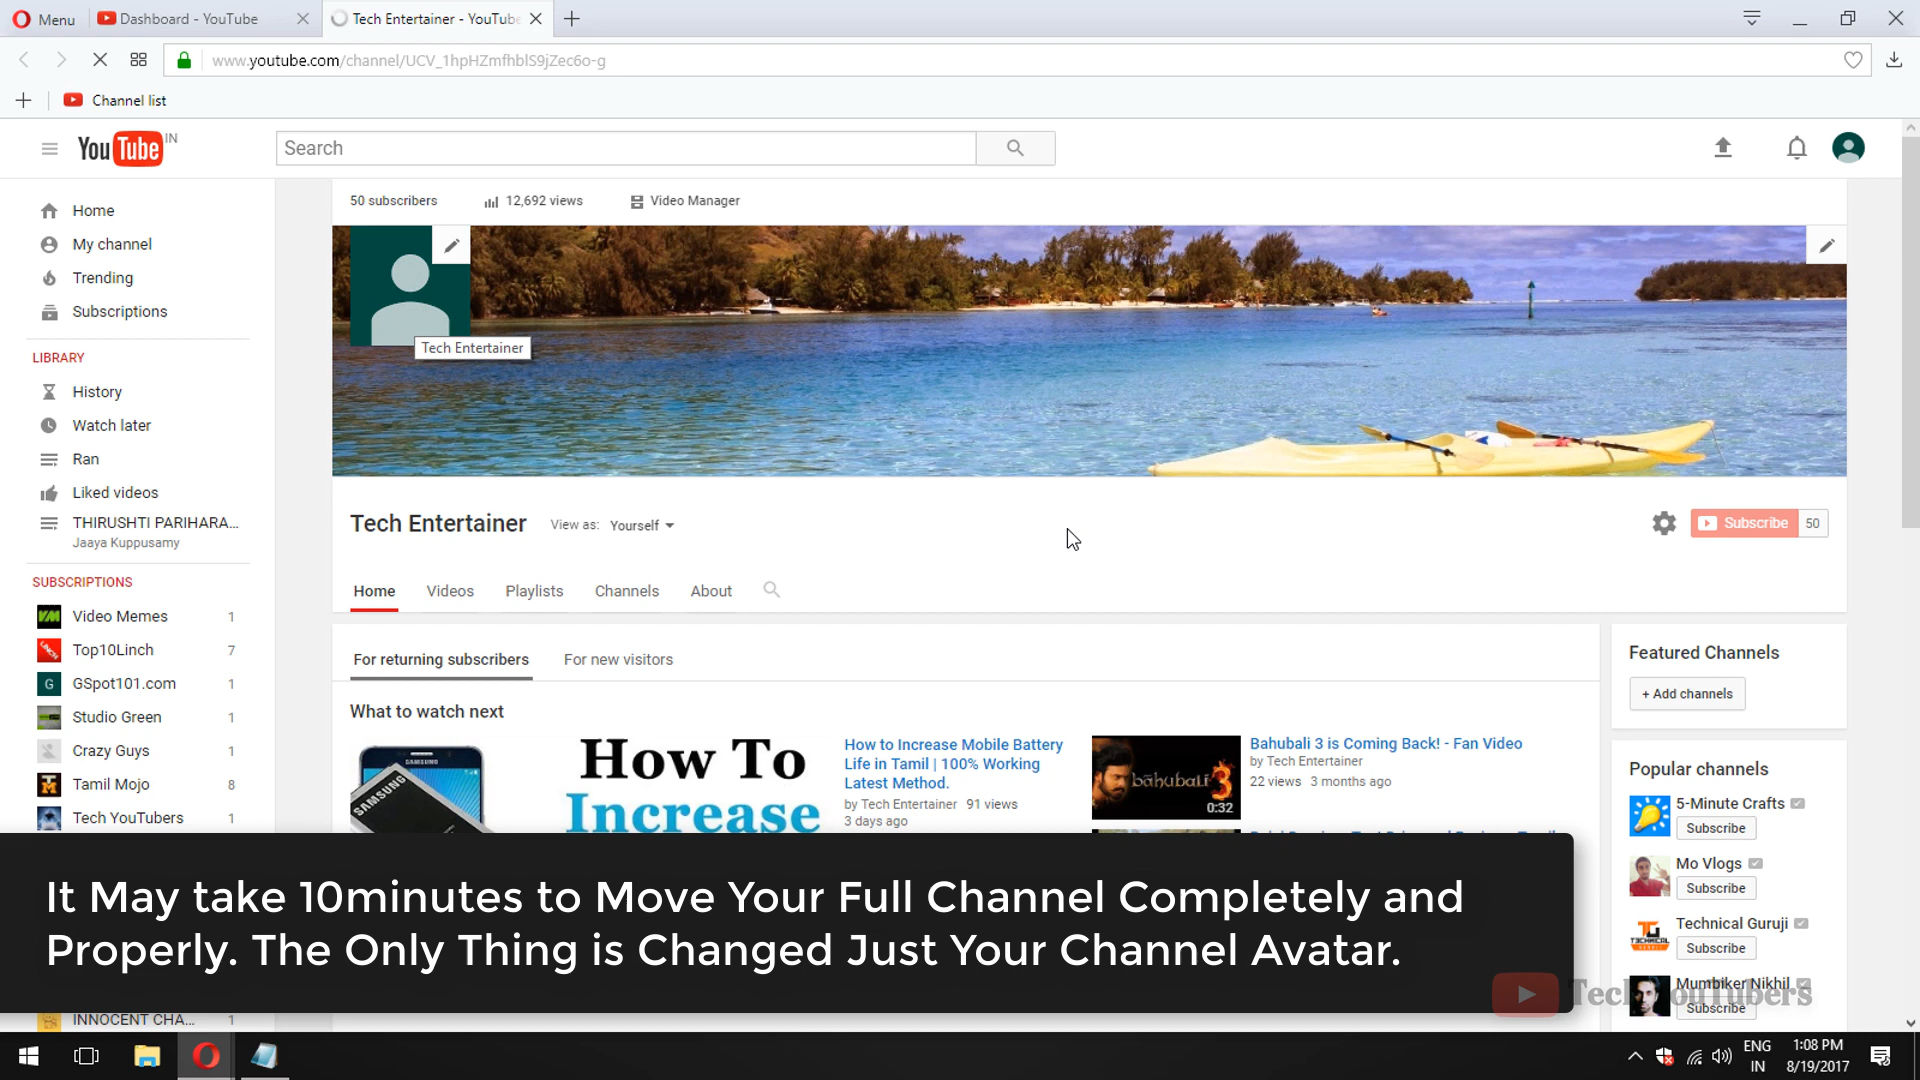 Menu
Dashboard - YouTube
Tech Entertainer - YouTube
www.youtube.com/channel/UCV_1hpHZmfhblS9jZec6o-g
Channel list
YouTube IN
Search
50 subscribers
12,692 views
Video Manager
Home
My channel
Trending
Subscriptions
LIBRARY
History
Watch later
Ran
Liked videos
THIRUSHTI PARIHARA...
Jaaya Kuppusamy
SUBSCRIPTIONS
Video Memes 1
Top10Linch 7
G GSpot101.com 1
Studio Green 1
Crazy Guys 1
Tamil Mojo 8
Tech YouTubers 1
INNOCENT CHA... 1
Tech Entertainer
Tech Entertainer
View as: Yourself
Subscribe 50
Home
Videos
Playlists
Channels
About
For returning subscribers
For new visitors
What to watch next
SAMSUNG
SAMSUNG
How To
Increase
How to Increase Mobile Battery
Life in Tamil | 100% Working
Latest Method.
by Tech Entertainer 91 views
3 days ago
bāhubali 3
0:32
Bahubali 3 is Coming Back! - Fan Video
by Tech Entertainer
22 views 3 months ago
Featured Channels
+ Add channels
Popular channels
5-Minute Crafts
Subscribe
Mo Vlogs
Subscribe
Technical Guruji
Subscribe
Mumbiker Nikhil
Subscribe
It May take 10minutes to Move Your Full Channel Completely and
Properly. The Only Thing is Changed Just Your Channel Avatar.
Tech YouTubers
ENG
IN
1:08 PM
8/19/2017